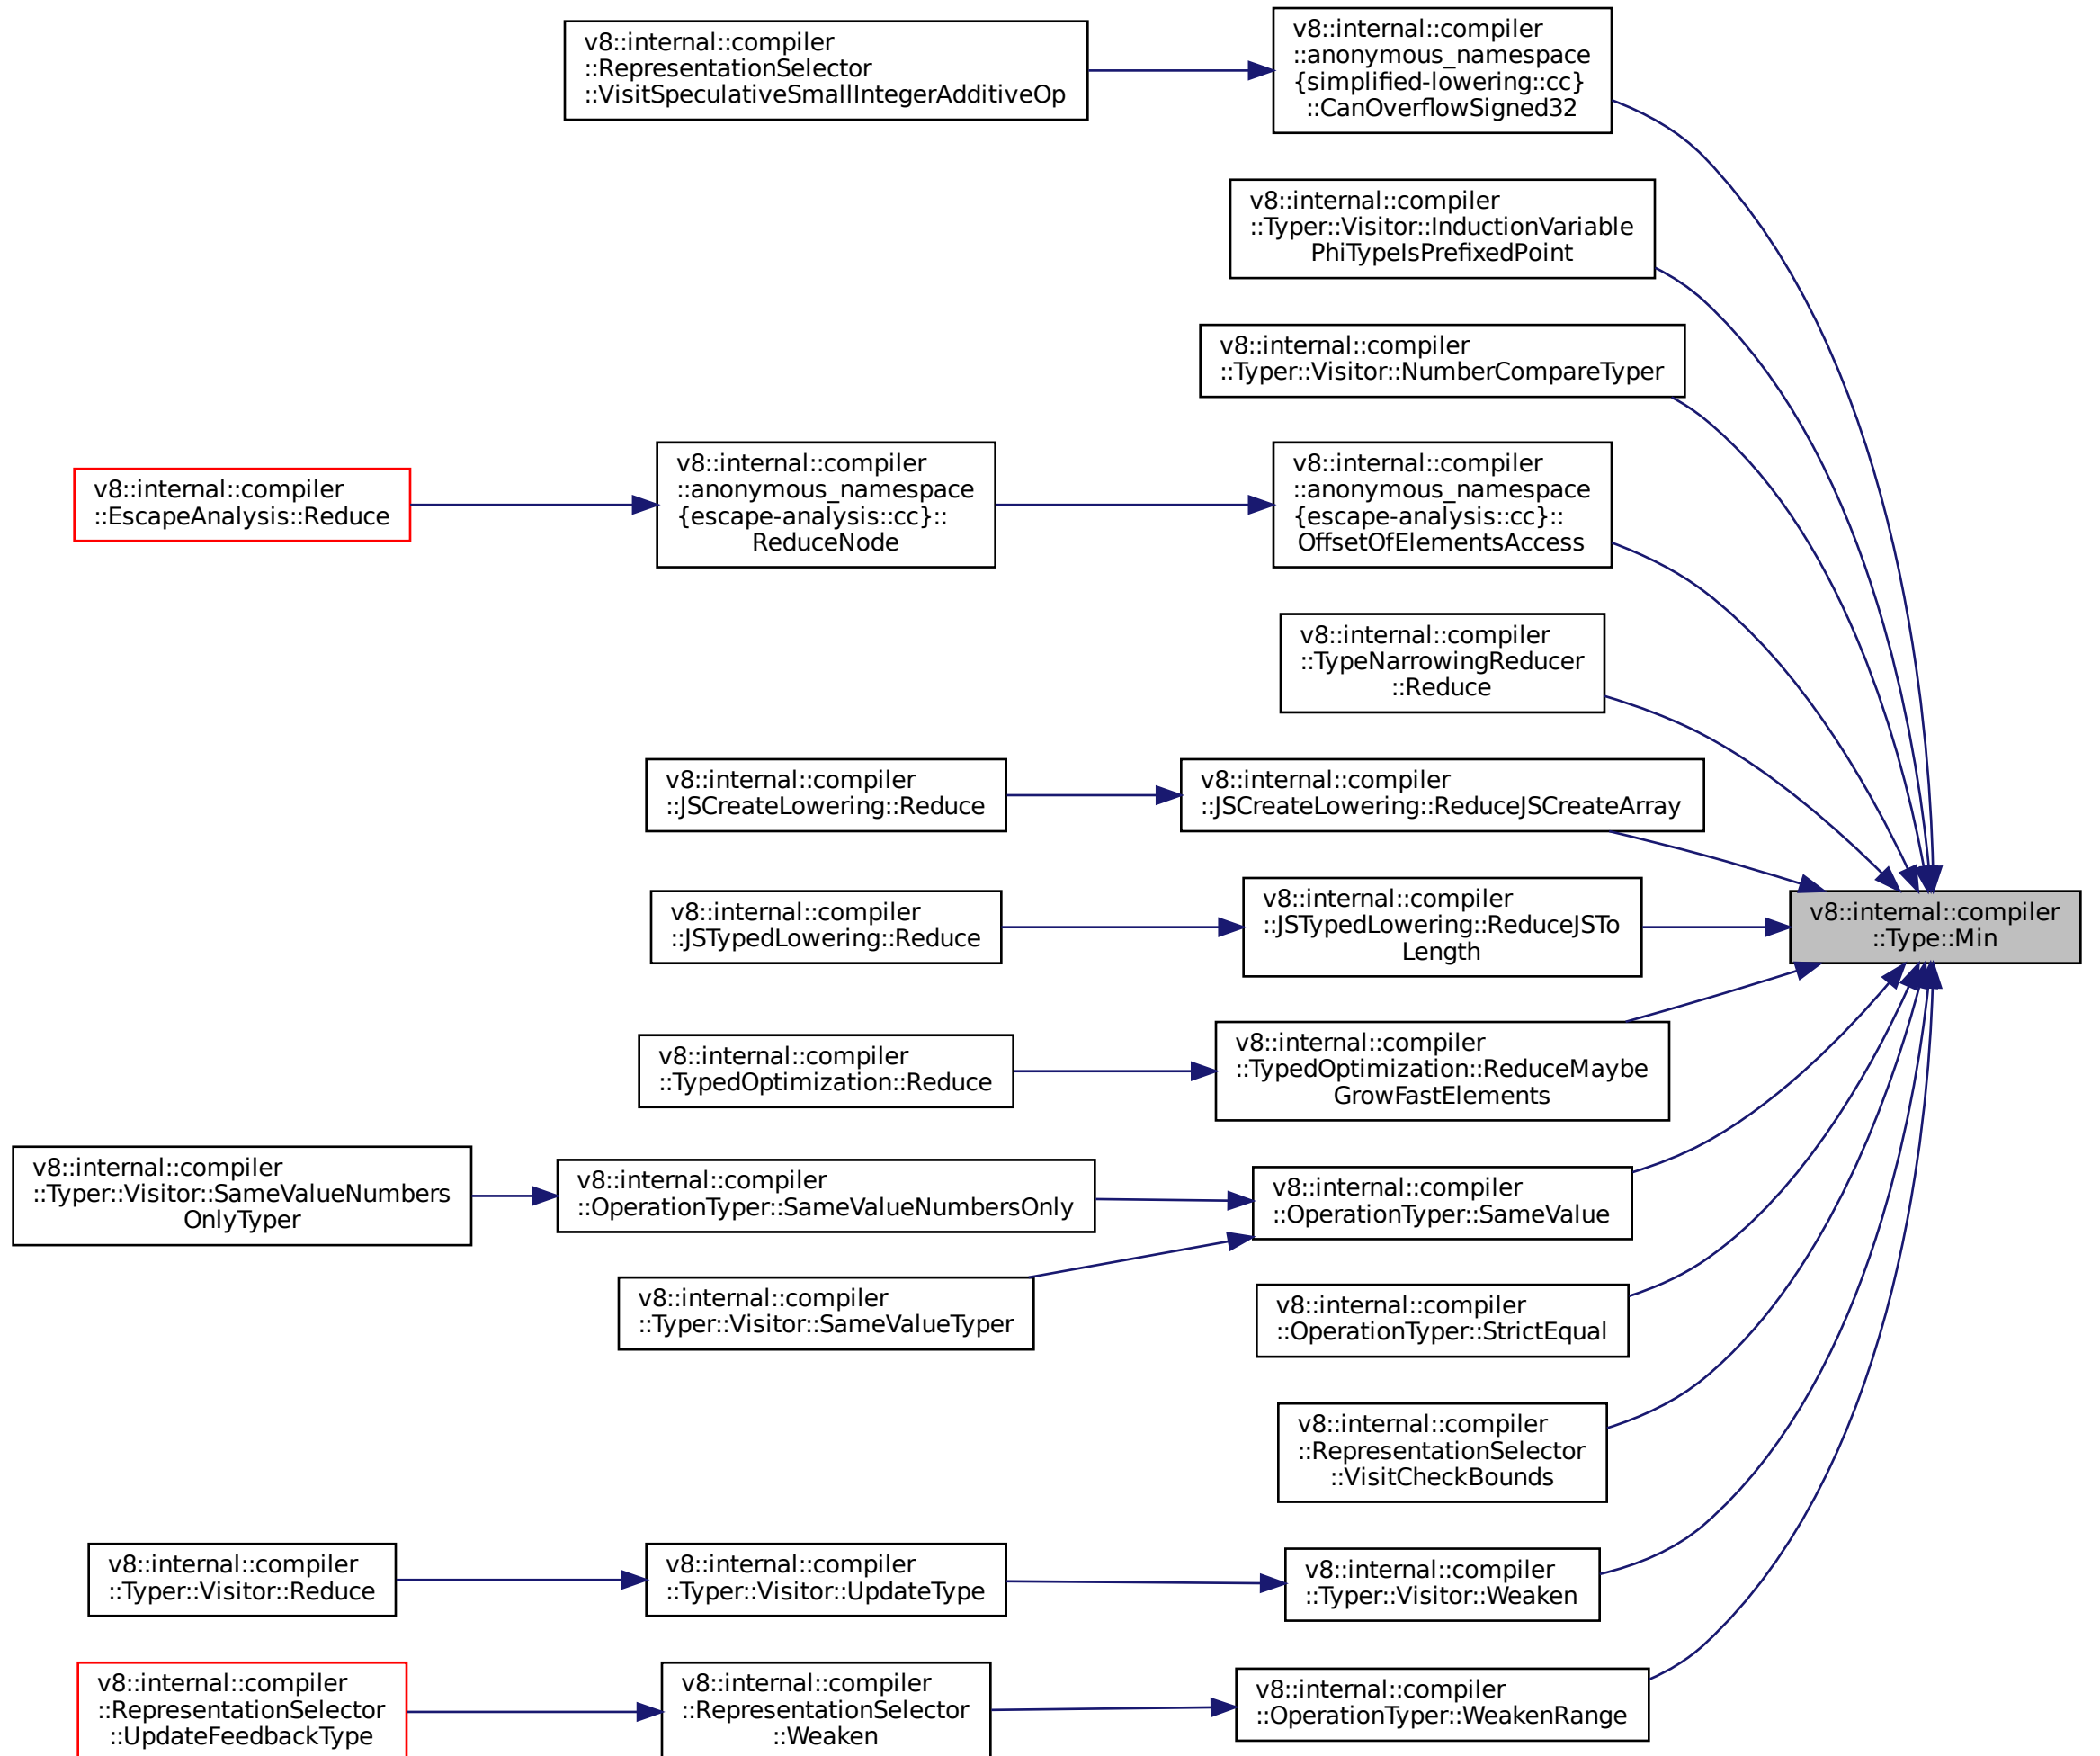 v8::internal::compiler
::RepresentationSelector
::VisitSpeculativeSmallIntegerAdditiveOp
v8::internal::compiler
::anonymous_namespace
{simplified-lowering::cc}
::CanOverflowSigned32
v8::internal::compiler
::Typer::Visitor::InductionVariable
PhiTypeIsPrefixedPoint
v8::internal::compiler
::Typer::Visitor::NumberCompareTyper
v8::internal::compiler
::EscapeAnalysis::Reduce
v8::internal::compiler
::anonymous_namespace
{escape-analysis::cc}::
ReduceNode
v8::internal::compiler
::anonymous_namespace
{escape-analysis::cc}::
OffsetOfElementsAccess
v8::internal::compiler
::TypeNarrowingReducer
::Reduce
v8::internal::compiler
::JSCreateLowering::Reduce
v8::internal::compiler
::JSCreateLowering::ReduceJSCreateArray
v8::internal::compiler
::JSTypedLowering::Reduce
v8::internal::compiler
::JSTypedLowering::ReduceJSTo
Length
v8::internal::compiler
::Type::Min
v8::internal::compiler
::TypedOptimization::Reduce
v8::internal::compiler
::TypedOptimization::ReduceMaybe
GrowFastElements
v8::internal::compiler
::Typer::Visitor::SameValueNumbers
OnlyTyper
v8::internal::compiler
::OperationTyper::SameValueNumbersOnly
v8::internal::compiler
::OperationTyper::SameValue
v8::internal::compiler
::Typer::Visitor::SameValueTyper
v8::internal::compiler
::OperationTyper::StrictEqual
v8::internal::compiler
::RepresentationSelector
::VisitCheckBounds
v8::internal::compiler
::Typer::Visitor::Reduce
v8::internal::compiler
::Typer::Visitor::UpdateType
v8::internal::compiler
::Typer::Visitor::Weaken
v8::internal::compiler
::RepresentationSelector
::UpdateFeedbackType
v8::internal::compiler
::RepresentationSelector
::Weaken
v8::internal::compiler
::OperationTyper::WeakenRange